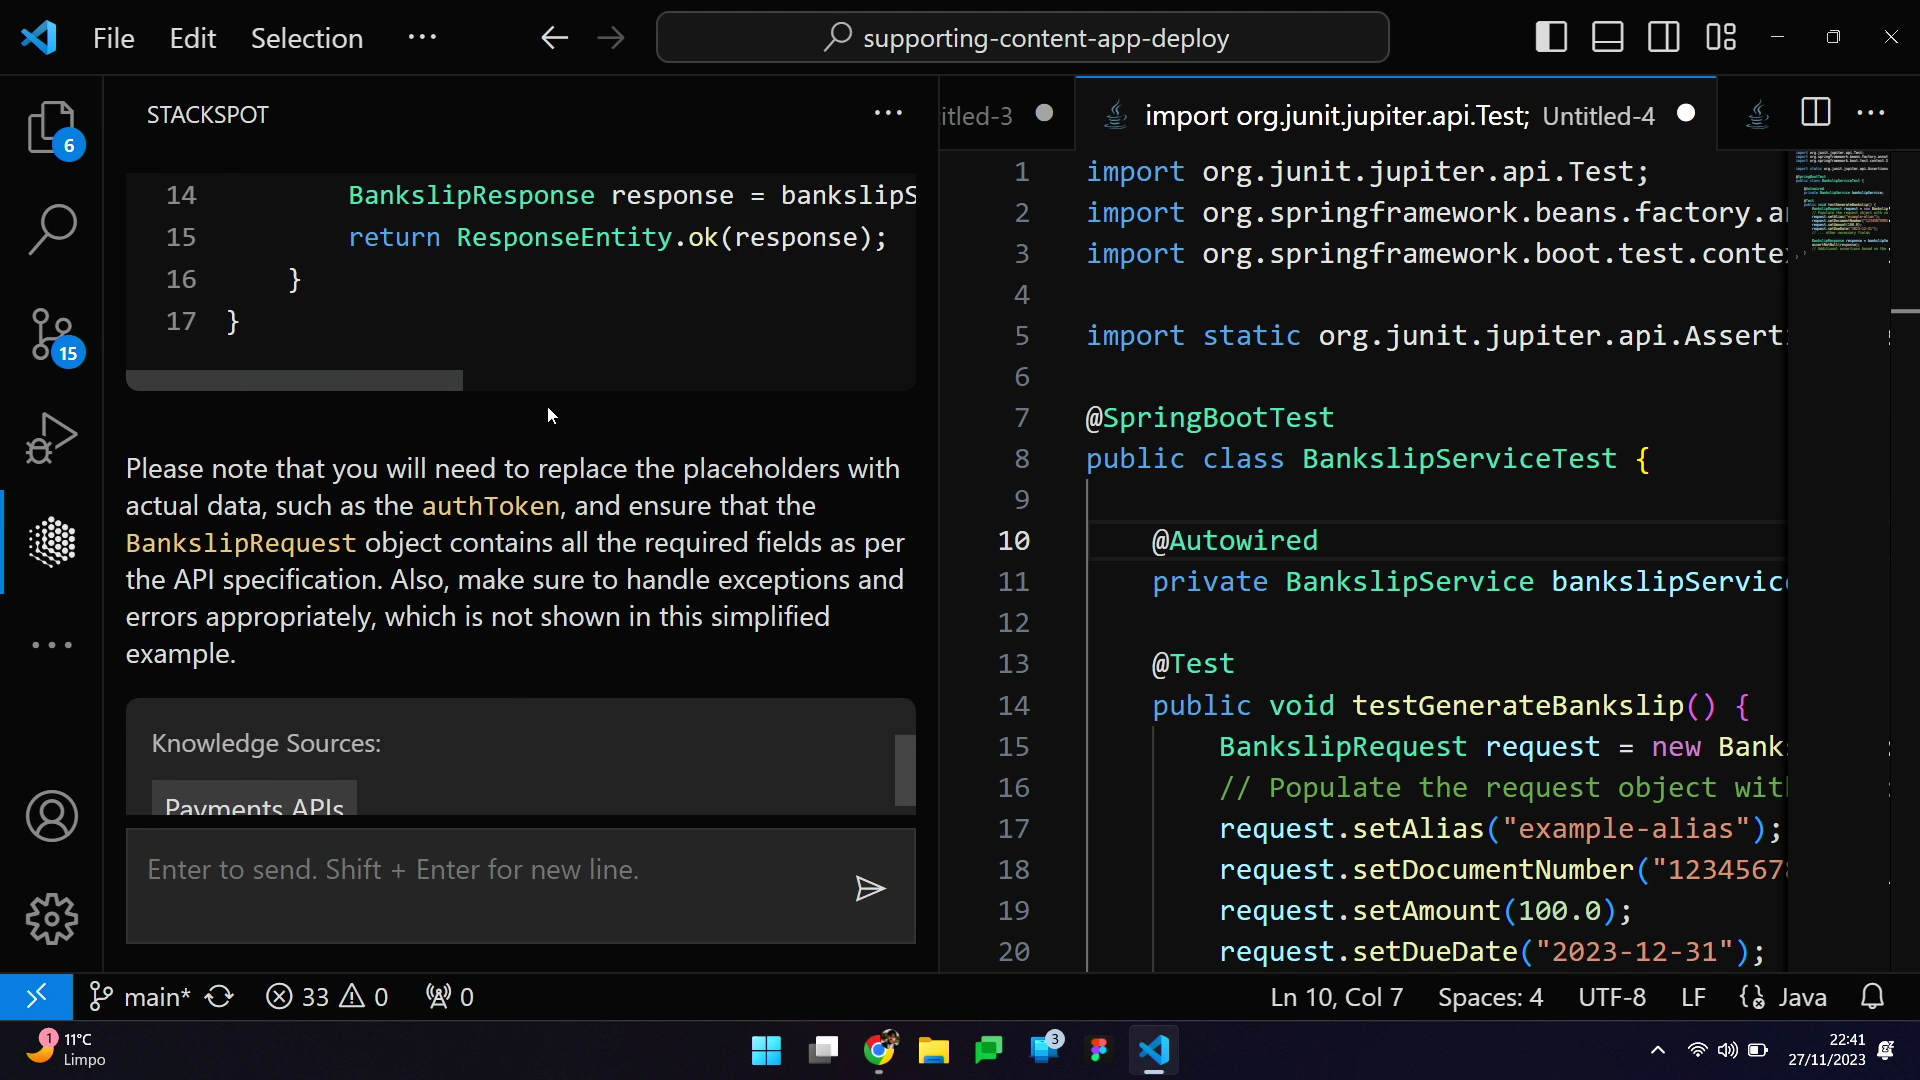 File Edit Selection ···
supporting-content-app-deploy
6
15
STACKSPOT
14 BankslipResponse response = bankslipS
15 return ResponseEntity.ok(response);
16 }
17 }
Please note that you will need to replace the placeholders with
actual data, such as the authToken, and ensure that the
BankslipRequest object contains all the required fields as per
the API specification. Also, make sure to handle exceptions and
errors appropriately, which is not shown in this simplified
example.
Knowledge Sources:
Payments APIs
Enter to send. Shift + Enter for new line.
itled-3
import org.junit.jupiter.api.Test; Untitled-4
1 import org.junit.jupiter.api.Test;
2 import org.springframework.beans.factory.an
3 import org.springframework.boot.test.contex
4
5 import static org.junit.jupiter.api.Asserti
6
7 @SpringBootTest
8 public class BankslipServiceTest {
9
10 @Autowired
11 private BankslipService bankslipService
12
13 @Test
14 public void testGenerateBankslip() {
15 BankslipRequest request = new Banks
16 // Populate the request object with
17 request.setAlias("example-alias");
18 request.setDocumentNumber("12345678
19 request.setAmount(100.0);
20 request.setDueDate("2023-12-31");
main* 33 0 0
Ln 10, Col 7 Spaces: 4 UTF-8 LF Java
1
11°C
Limpo
3
22:41
27/11/2023